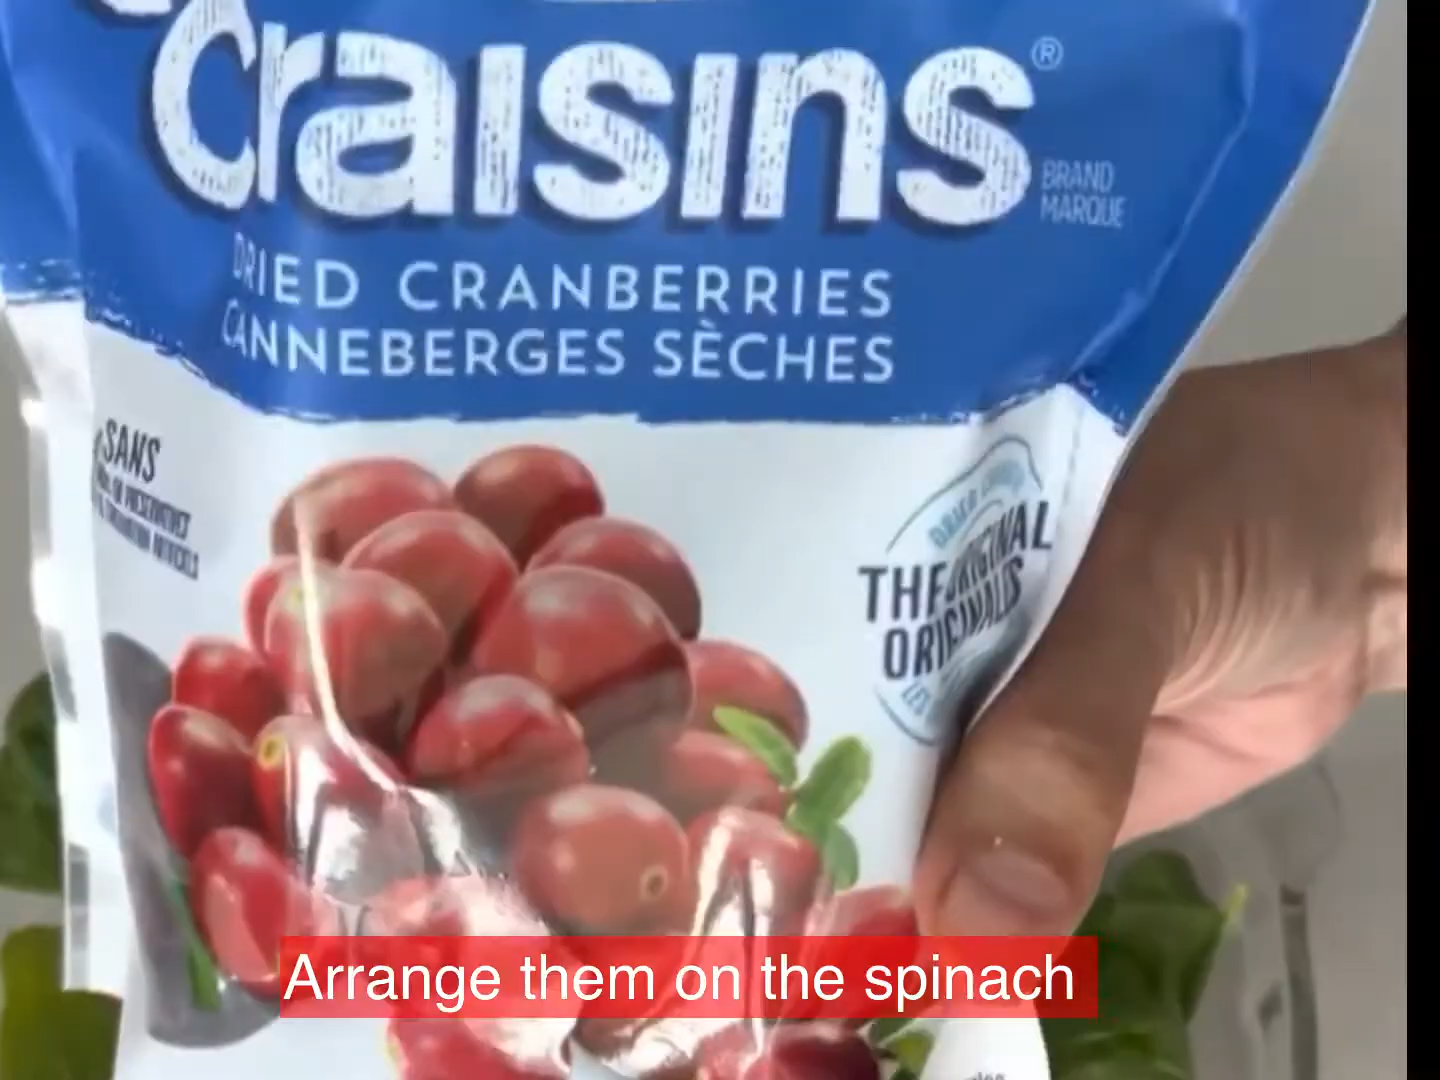 Craisins®
BRAND
MARQUE
DRIED CRANBERRIES
CANNEBERGES SÈCHES
SANS
THE ORIGINAL
ORIGINALS
Arrange them on the spinach